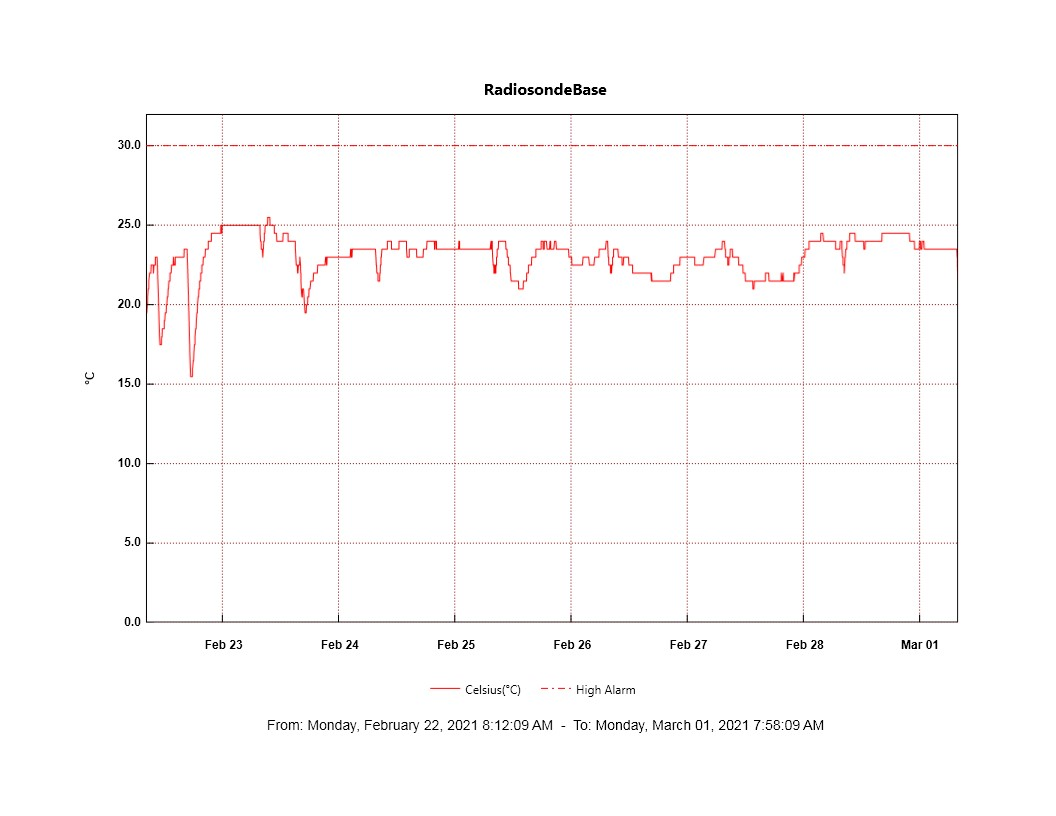 RadiosondeBase
30.0
25.0
20.0
15.0
10.0
5.0
0.0
°C
Feb 23 Feb 24 Feb 25 Feb 26 Feb 27 Feb 28 Mar 01
Celsius(°C) High Alarm
From: Monday, February 22, 2021 8:12:09 AM - To: Monday, March 01, 2021 7:58:09 AM